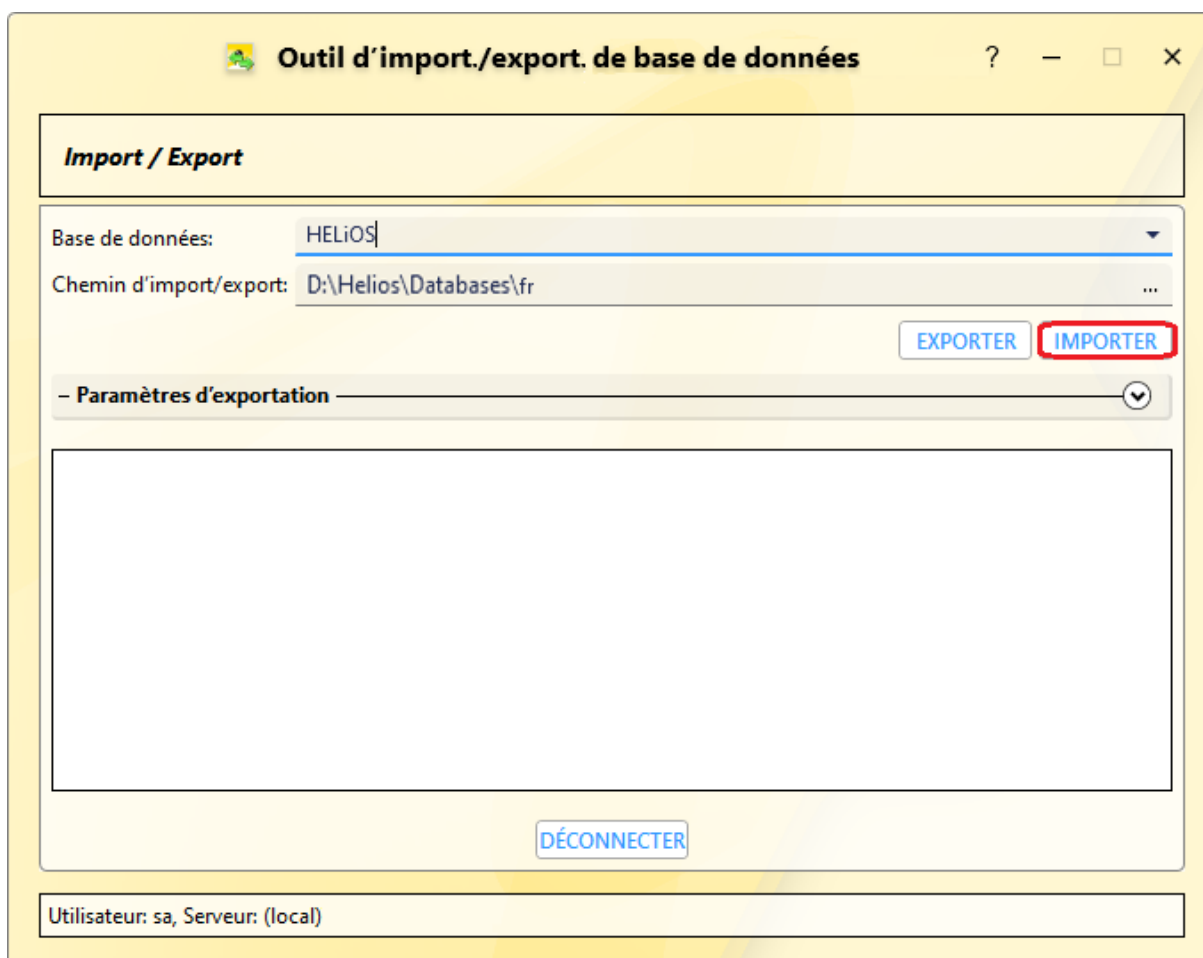 Outil d'import./export. de base de données ?
Import / Export
Base de données: HELiOS
Chemin d'import/export: D:\Helios\Databases\fr ...
EXPORTER IMPORTER
– Paramètres d'exportation
DÉCONNECTER
Utilisateur: sa, Serveur: (local)